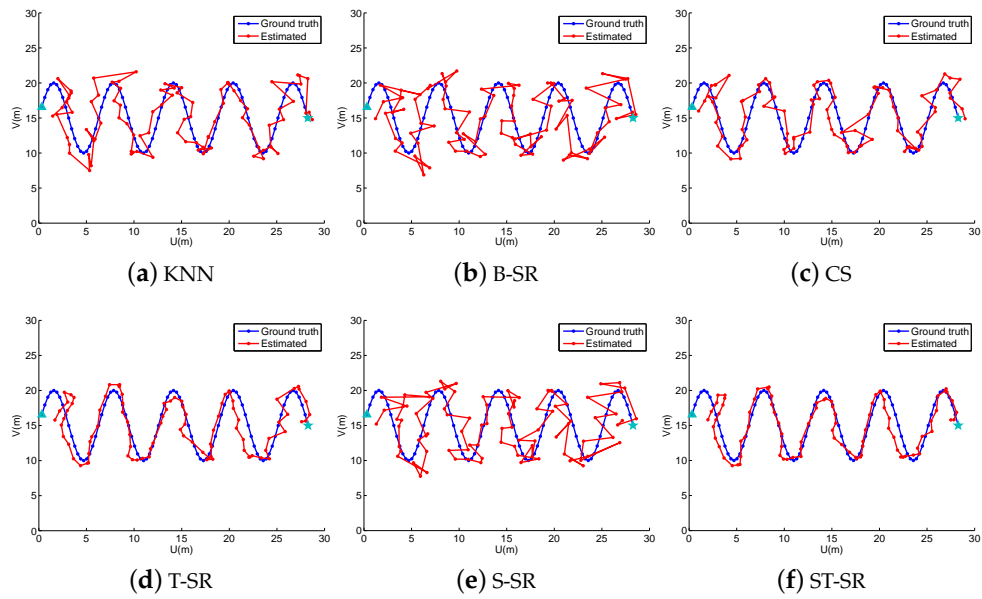 30
25
20
15
10
5
0
V(m)
0 5 10 15 20 25 30
U(m)
Ground truth
Estimated
(a) KNN
30
25
20
15
10
5
0
V(m)
0 5 10 15 20 25 30
U(m)
Ground truth
Estimated
(b) B-SR
30
25
20
15
10
5
0
V(m)
0 5 10 15 20 25 30
U(m)
Ground truth
Estimated
(c) CS
30
25
20
15
10
5
0
V(m)
0 5 10 15 20 25 30
U(m)
Ground truth
Estimated
(d) T-SR
30
25
20
15
10
5
0
V(m)
0 5 10 15 20 25 30
U(m)
Ground truth
Estimated
(e) S-SR
30
25
20
15
10
5
0
V(m)
0 5 10 15 20 25 30
U(m)
Ground truth
Estimated
(f) ST-SR